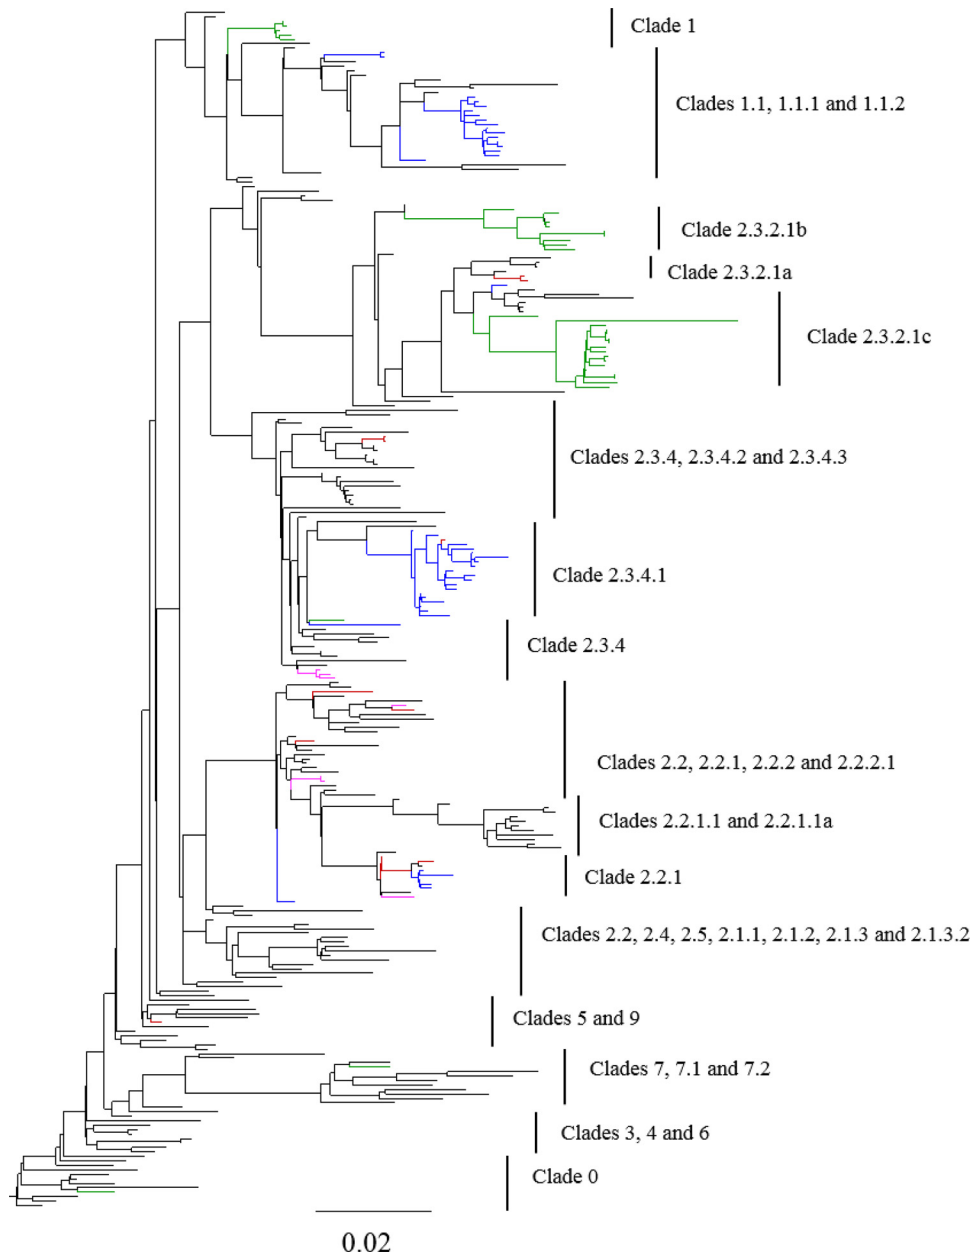 Clade 1
Clades 1.1, 1.1.1 and 1.1.2
Clade 2.3.2.1b
Clade 2.3.2.1a
Clade 2.3.2.1c
Clades 2.3.4, 2.3.4.2 and 2.3.4.3
Clade 2.3.4.1
Clade 2.3.4
Clades 2.2, 2.2.1, 2.2.2 and 2.2.2.1
Clades 2.2.1.1 and 2.2.1.1a
Clade 2.2.1
Clades 2.2, 2.4, 2.5, 2.1.1, 2.1.2, 2.1.3 and 2.1.3.2
Clades 5 and 9
Clades 7, 7.1 and 7.2
Clades 3, 4 and 6
Clade 0
0.02